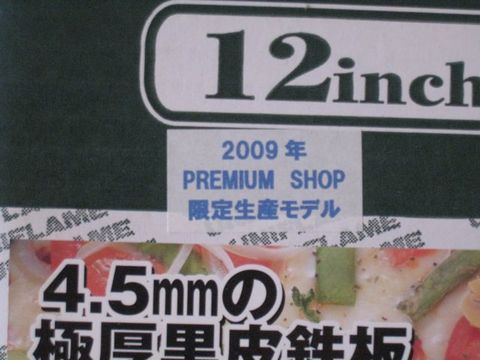 12inch
2009年
PREMIUM SHOP
限定生産モデル
UNIFLAME
4.5mmの
極厚黒皮鉄板